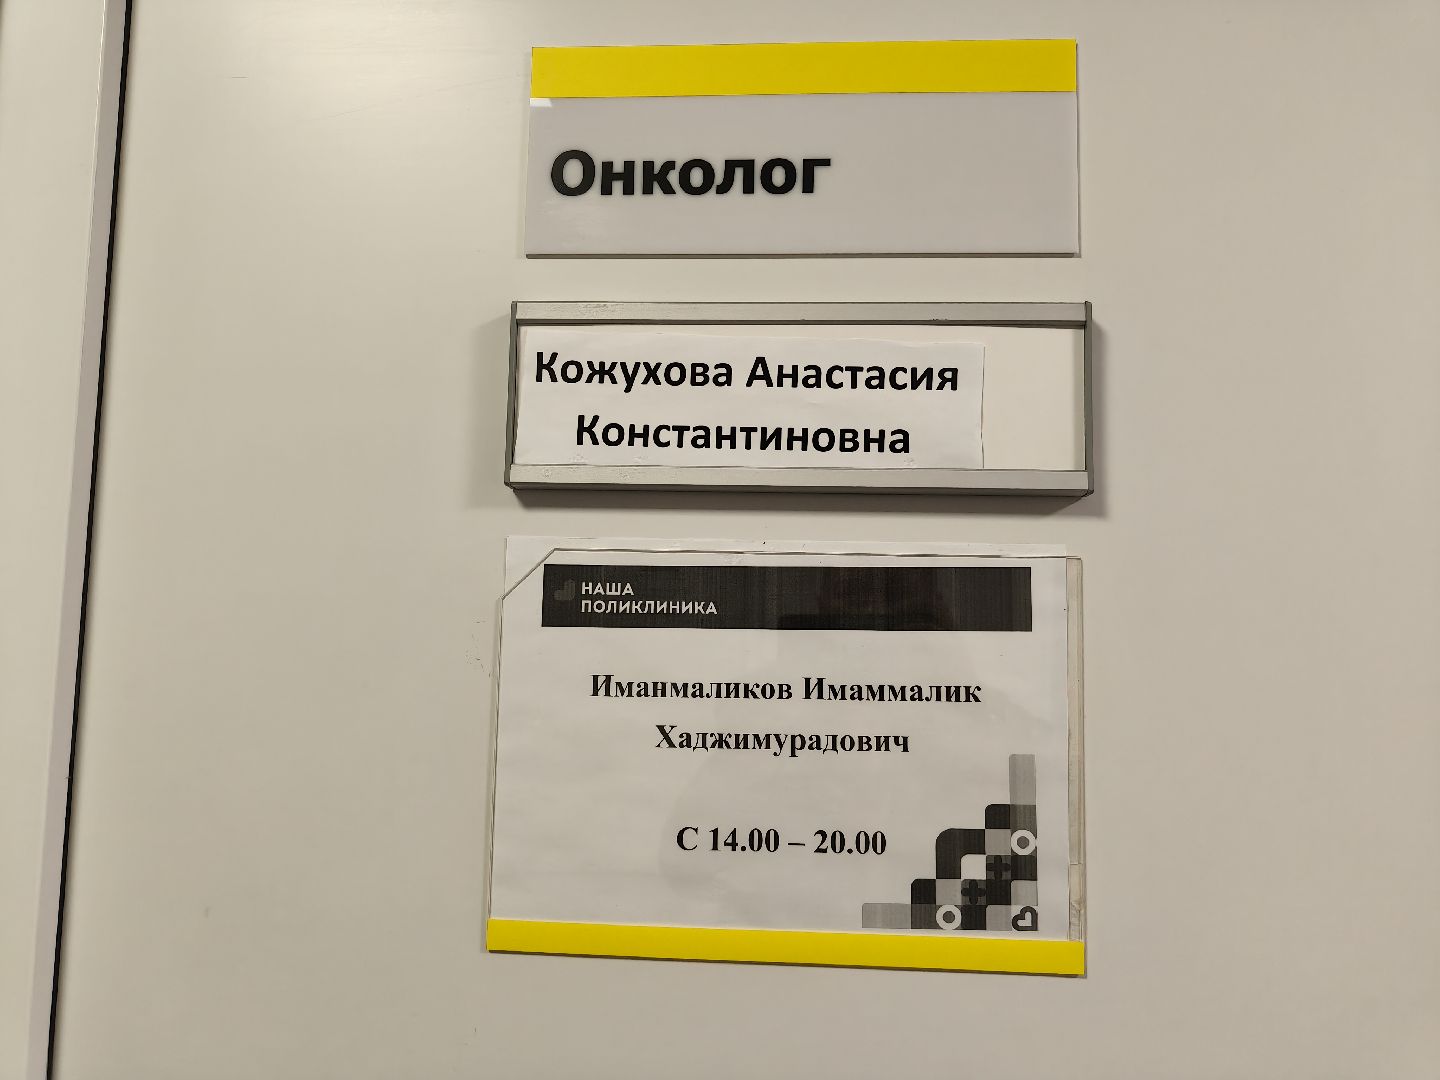 Онколог
Кожухова Анастасия
Константиновна
НАША
ПОЛИКЛИНИКА
Иманмаликов Имаммалик
Хаджимурадович
С 14.00 – 20.00